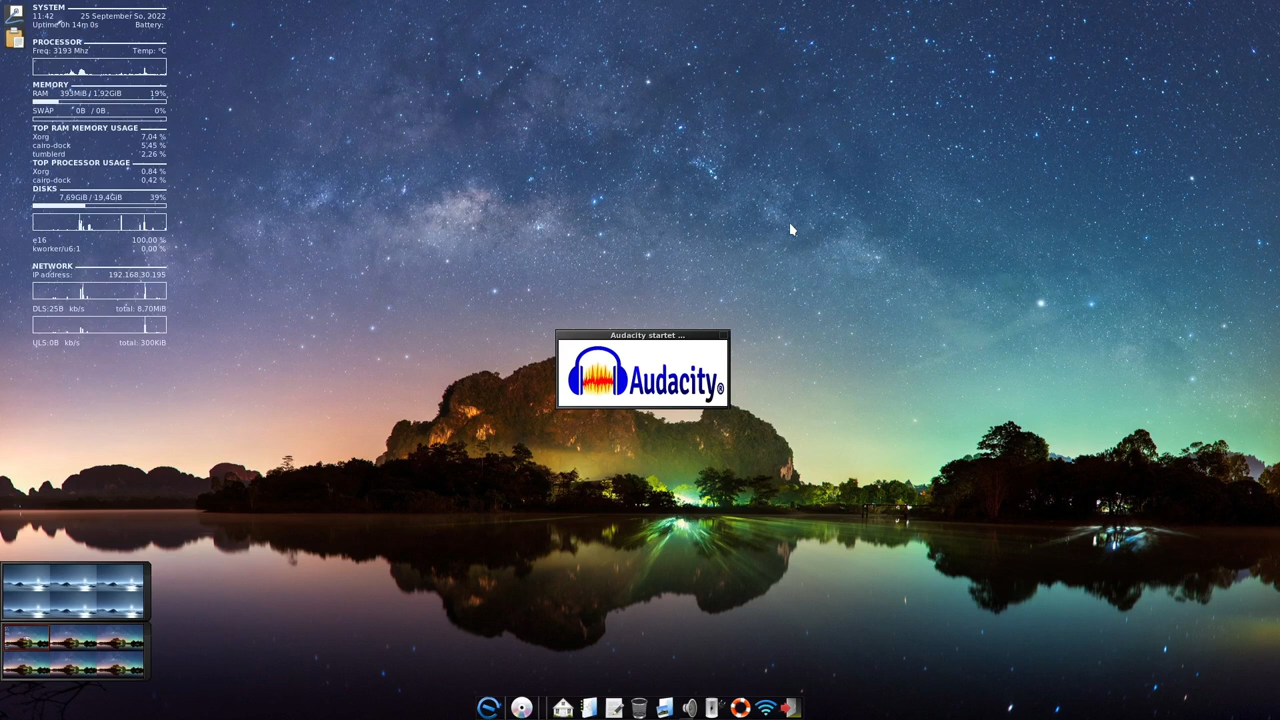 SYSTEM
11:42 25 September So, 2022
Uptime 0h 14m 0s Battery:
PROCESSOR
Freq: 3193 Mhz Temp: °C
MEMORY
RAM 393MiB / 1,92GiB 19%
SWAP 0B / 0B 0%
TOP RAM MEMORY USAGE
Xorg 7,04 %
cairo-dock 5,45 %
tumblerd 2,26 %
TOP PROCESSOR USAGE
Xorg 0,84 %
cairo-dock 0,42 %
DISKS
/ 7,69GiB / 19,4GiB 39%
e16 100,00 %
kworker/u6:1 0,00 %
NETWORK
IP address: 192.168.30.195
DLS:25B kb/s total: 8,70MiB
ULS:0B kb/s total: 300KiB
Audacity startet ...
Audacity®